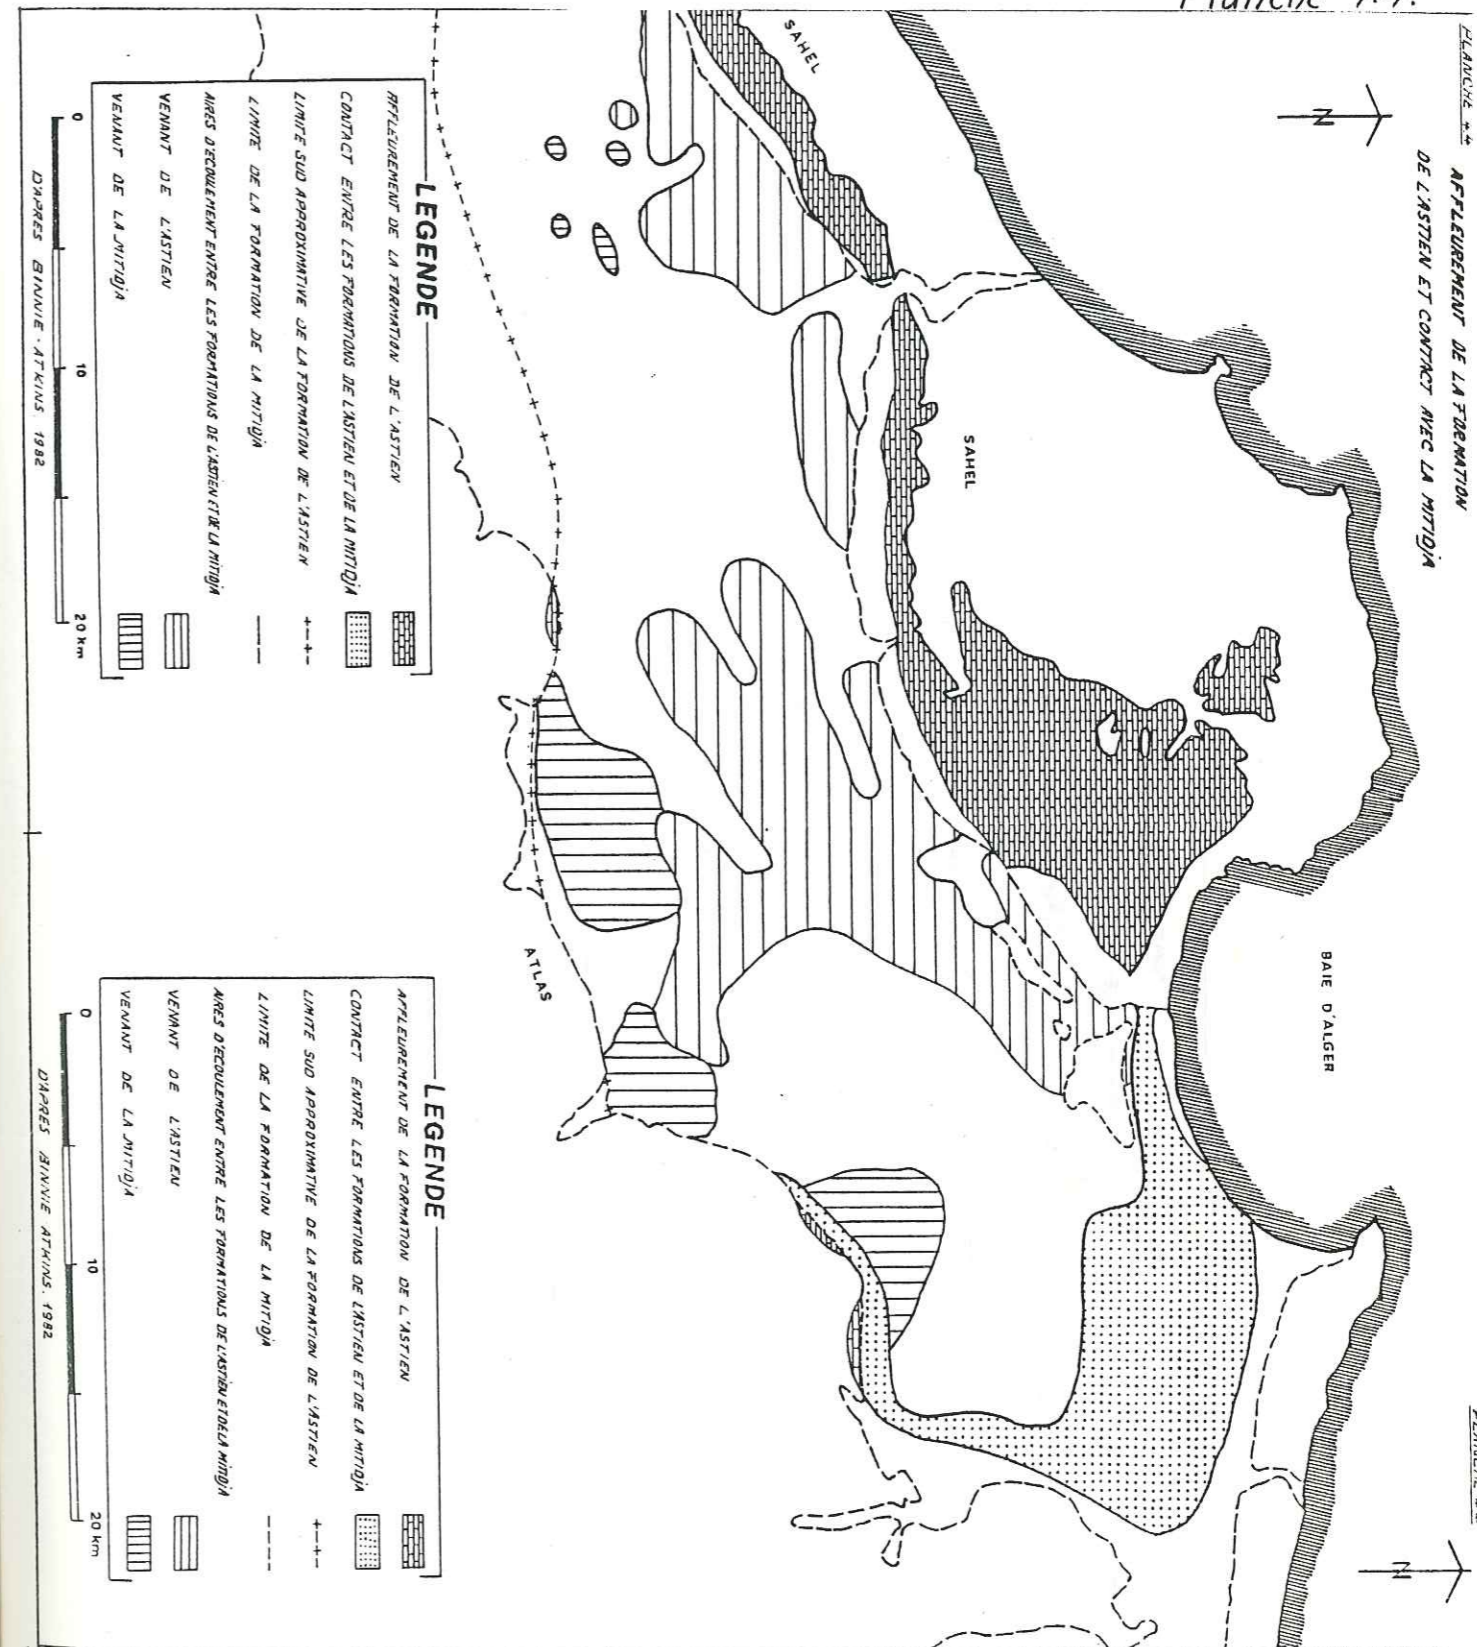 Planche 4.4.
PLANCHE 4.4 AFFLEUREMENT DE LA FORMATION
DE L'ASTIEN ET CONTACT AVEC LA MITIDJA
N
SAHEL
SAHEL
BAIE D'ALGER
ATLAS
N
LEGENDE
AFFLEUREMENT DE LA FORMATION DE L'ASTIEN
CONTACT ENTRE LES FORMATIONS DE L'ASTIEN ET DE LA MITIDJA
LIMITE SUD APPROXIMATIVE DE LA FORMATION DE L'ASTIEN
LIMITE DE LA FORMATION DE LA MITIDJA
AIRES D'ECOULEMENT ENTRE LES FORMATIONS DE L'ASTIEN ET DE LA MITIDJA
VENANT DE L'ASTIEN
VENANT DE LA MITIDJA
0 10 20 km
D'APRES BINNIE - ATKINS. 1982
LEGENDE
AFFLEUREMENT DE LA FORMATION DE L'ASTIEN
CONTACT ENTRE LES FORMATIONS DE L'ASTIEN ET DE LA MITIDJA
LIMITE SUD APPROXIMATIVE DE LA FORMATION DE L'ASTIEN
LIMITE DE LA FORMATION DE LA MITIDJA
AIRES D'ECOULEMENT ENTRE LES FORMATIONS DE L'ASTIEN ET DE LA MITIDJA
VENANT DE L'ASTIEN
VENANT DE LA MITIDJA
0 10 20 km
D'APRES BINNIE ATKINS. 1982